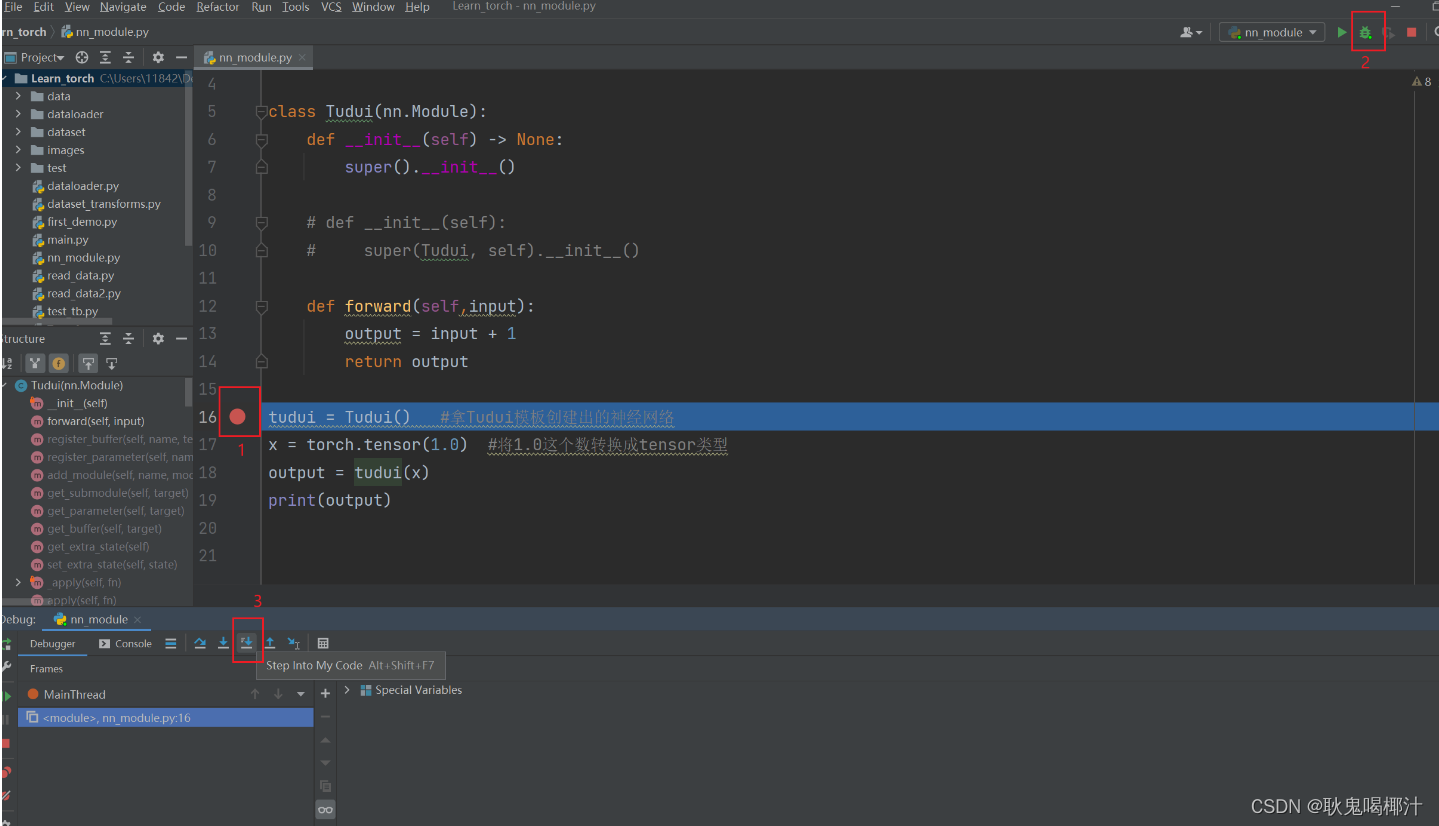 File Edit View Navigate Code Refactor Run Tools VCS Window Help Learn_torch - nn_module.py
rn_torch nn_module.py nn_module
2
Project nn_module.py
Learn_torch C:\Users\11842\De
8
data
dataloader
dataset
images
test
dataloader.py
dataset_transforms.py
first_demo.py
main.py
nn_module.py
read_data.py
read_data2.py
test_tb.py
Structure
Tudui(nn.Module)
__init__(self)
forward(self, input)
register_buffer(self, name, te
register_parameter(self, nam
add_module(self, name, moc
get_submodule(self, target)
get_parameter(self, target)
get_buffer(self, target)
get_extra_state(self)
set_extra_state(self, state)
_apply(self, fn)
apply(self, fn)
4
5 class Tudui(nn.Module):
6 def __init__(self) -> None:
7 super().__init__()
8
9 # def __init__(self):
10 # super(Tudui, self).__init__()
11
12 def forward(self,input):
13 output = input + 1
14 return output
15
16 tudui = Tudui() #拿Tudui模板创建出的神经网络
1
17 x = torch.tensor(1.0) #将1.0这个数转换成tensor类型
18 output = tudui(x)
19 print(output)
20
21
3
Debug: nn_module
Debugger Console
Step Into My Code Alt+Shift+F7
Frames
MainThread
Special Variables
<module>, nn_module.py:16
CSDN @耿鬼喝椰汁